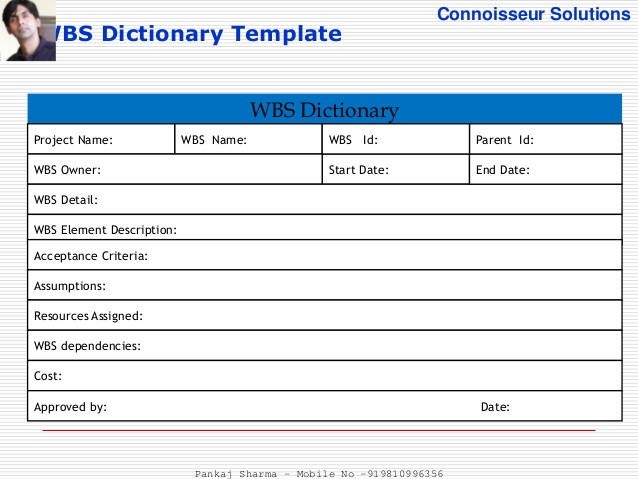 Connoisseur Solutions
WBS Dictionary Template
WBS Dictionary
Project Name: WBS Name: WBS Id: Parent Id:
WBS Owner: Start Date: End Date:
WBS Detail:
WBS Element Description:
Acceptance Criteria:
Assumptions:
Resources Assigned:
WBS dependencies:
Cost:
Approved by: Date:
Pankaj Sharma - Mobile No -919810996356